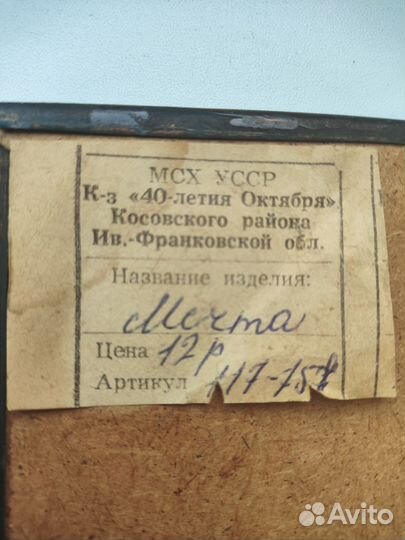 МСХ УССР
К-з «40-летия Октября»
Косовского района
Ив.-Франковской обл.
Название изделия:
Мечта
Цена 12р
Артикул
Avito